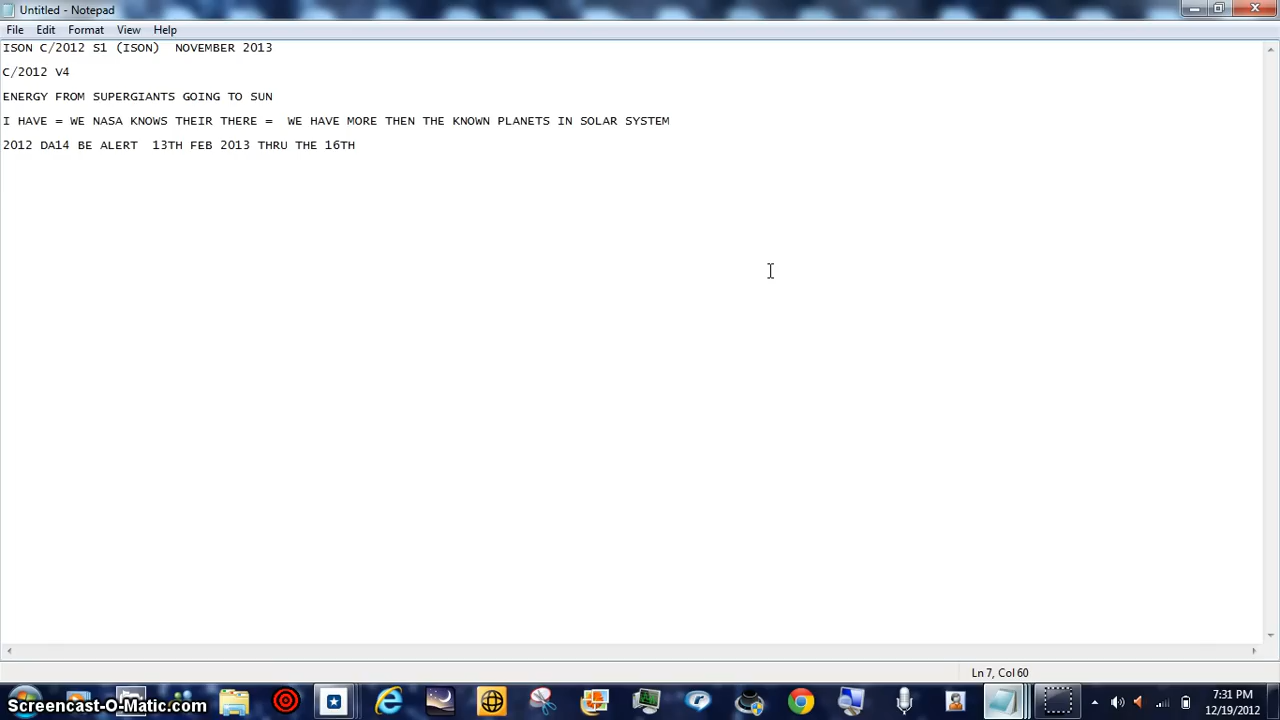 Untitled - Notepad
File Edit Format View Help
ISON C/2012 S1 (ISON)  NOVEMBER 2013
C/2012 V4
ENERGY FROM SUPERGIANTS GOING TO SUN
I HAVE = WE NASA KNOWS THEIR THERE =  WE HAVE MORE THEN THE KNOWN PLANETS IN SOLAR SYSTEM
2012 DA14 BE ALERT  13TH FEB 2013 THRU THE 16TH
Ln 7, Col 60
Screencast-O-Matic.com
7:31 PM
12/19/2012